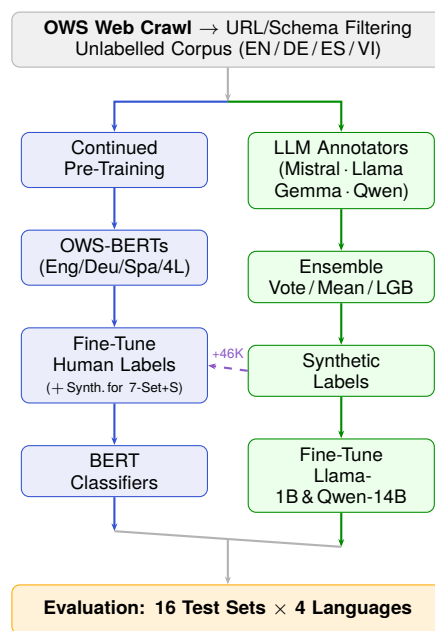 OWS Web Crawl → URL/Schema Filtering
Unlabelled Corpus (EN / DE / ES / VI)
Continued
Pre-Training
OWS-BERTs
(Eng/Deu/Spa/4L)
Fine-Tune
Human Labels
(+ Synth. for 7-Set+S)
BERT
Classifiers
LLM Annotators
(Mistral · Llama
Gemma · Qwen)
Ensemble
Vote / Mean / LGB
+46K
Synthetic
Labels
Fine-Tune
Llama-
1B & Qwen-14B
Evaluation: 16 Test Sets × 4 Languages